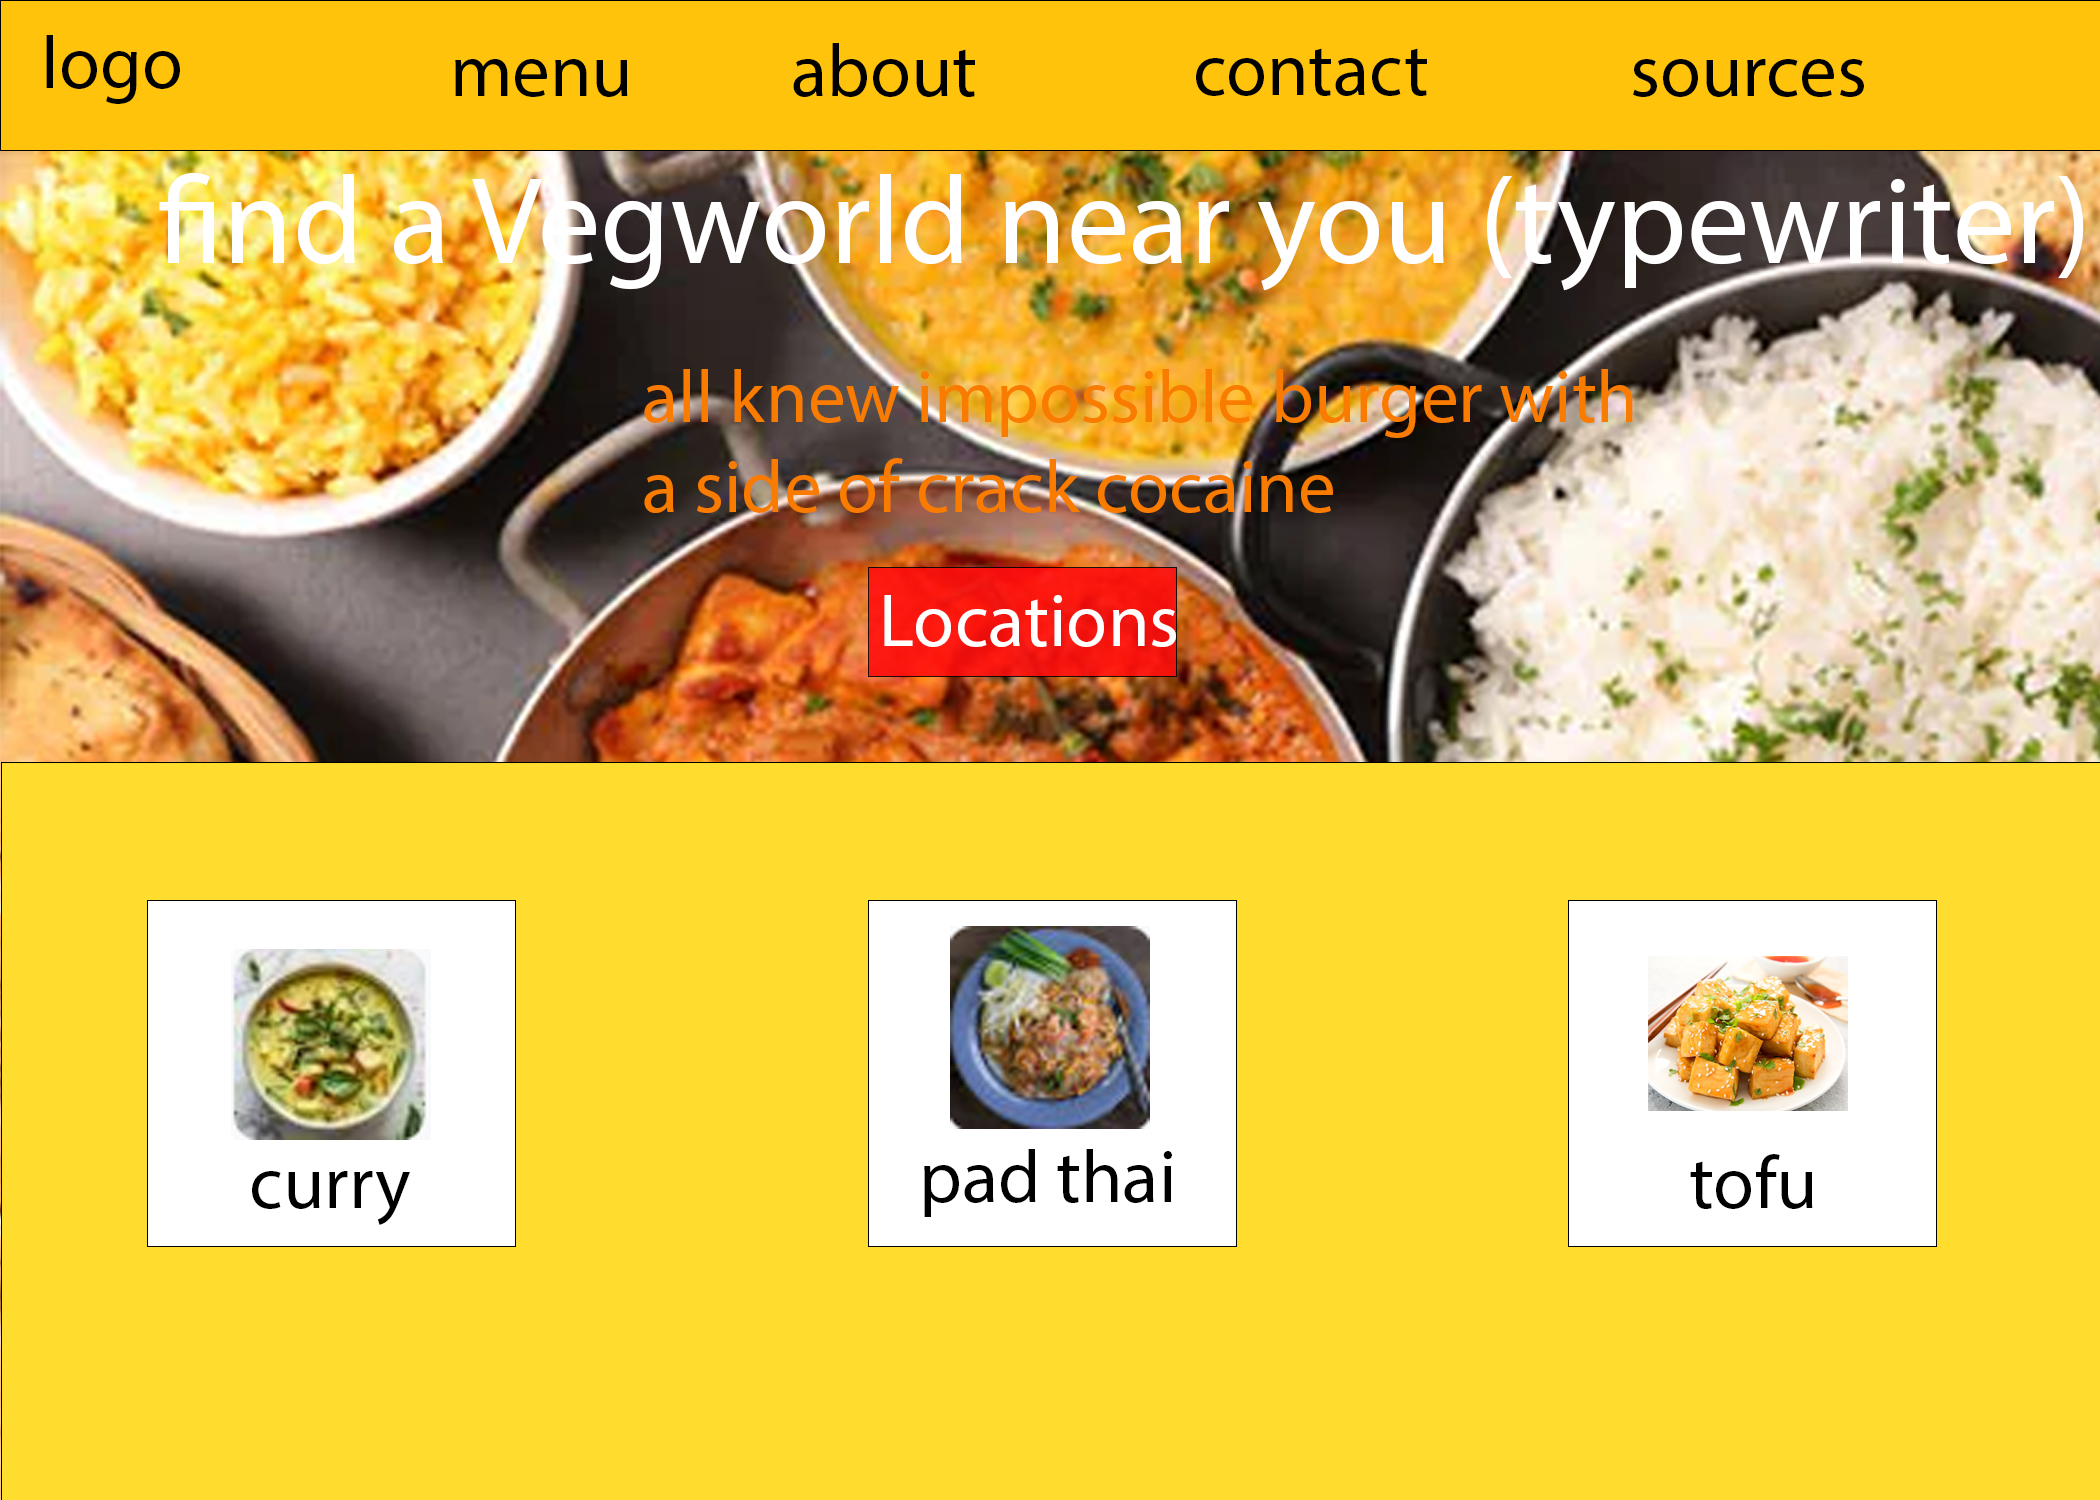 logo menu about contact sources
find a Vegworld near you (typewriter)
all knew impossible burger with
a side of crack cocaine
Locations
curry pad thai tofu